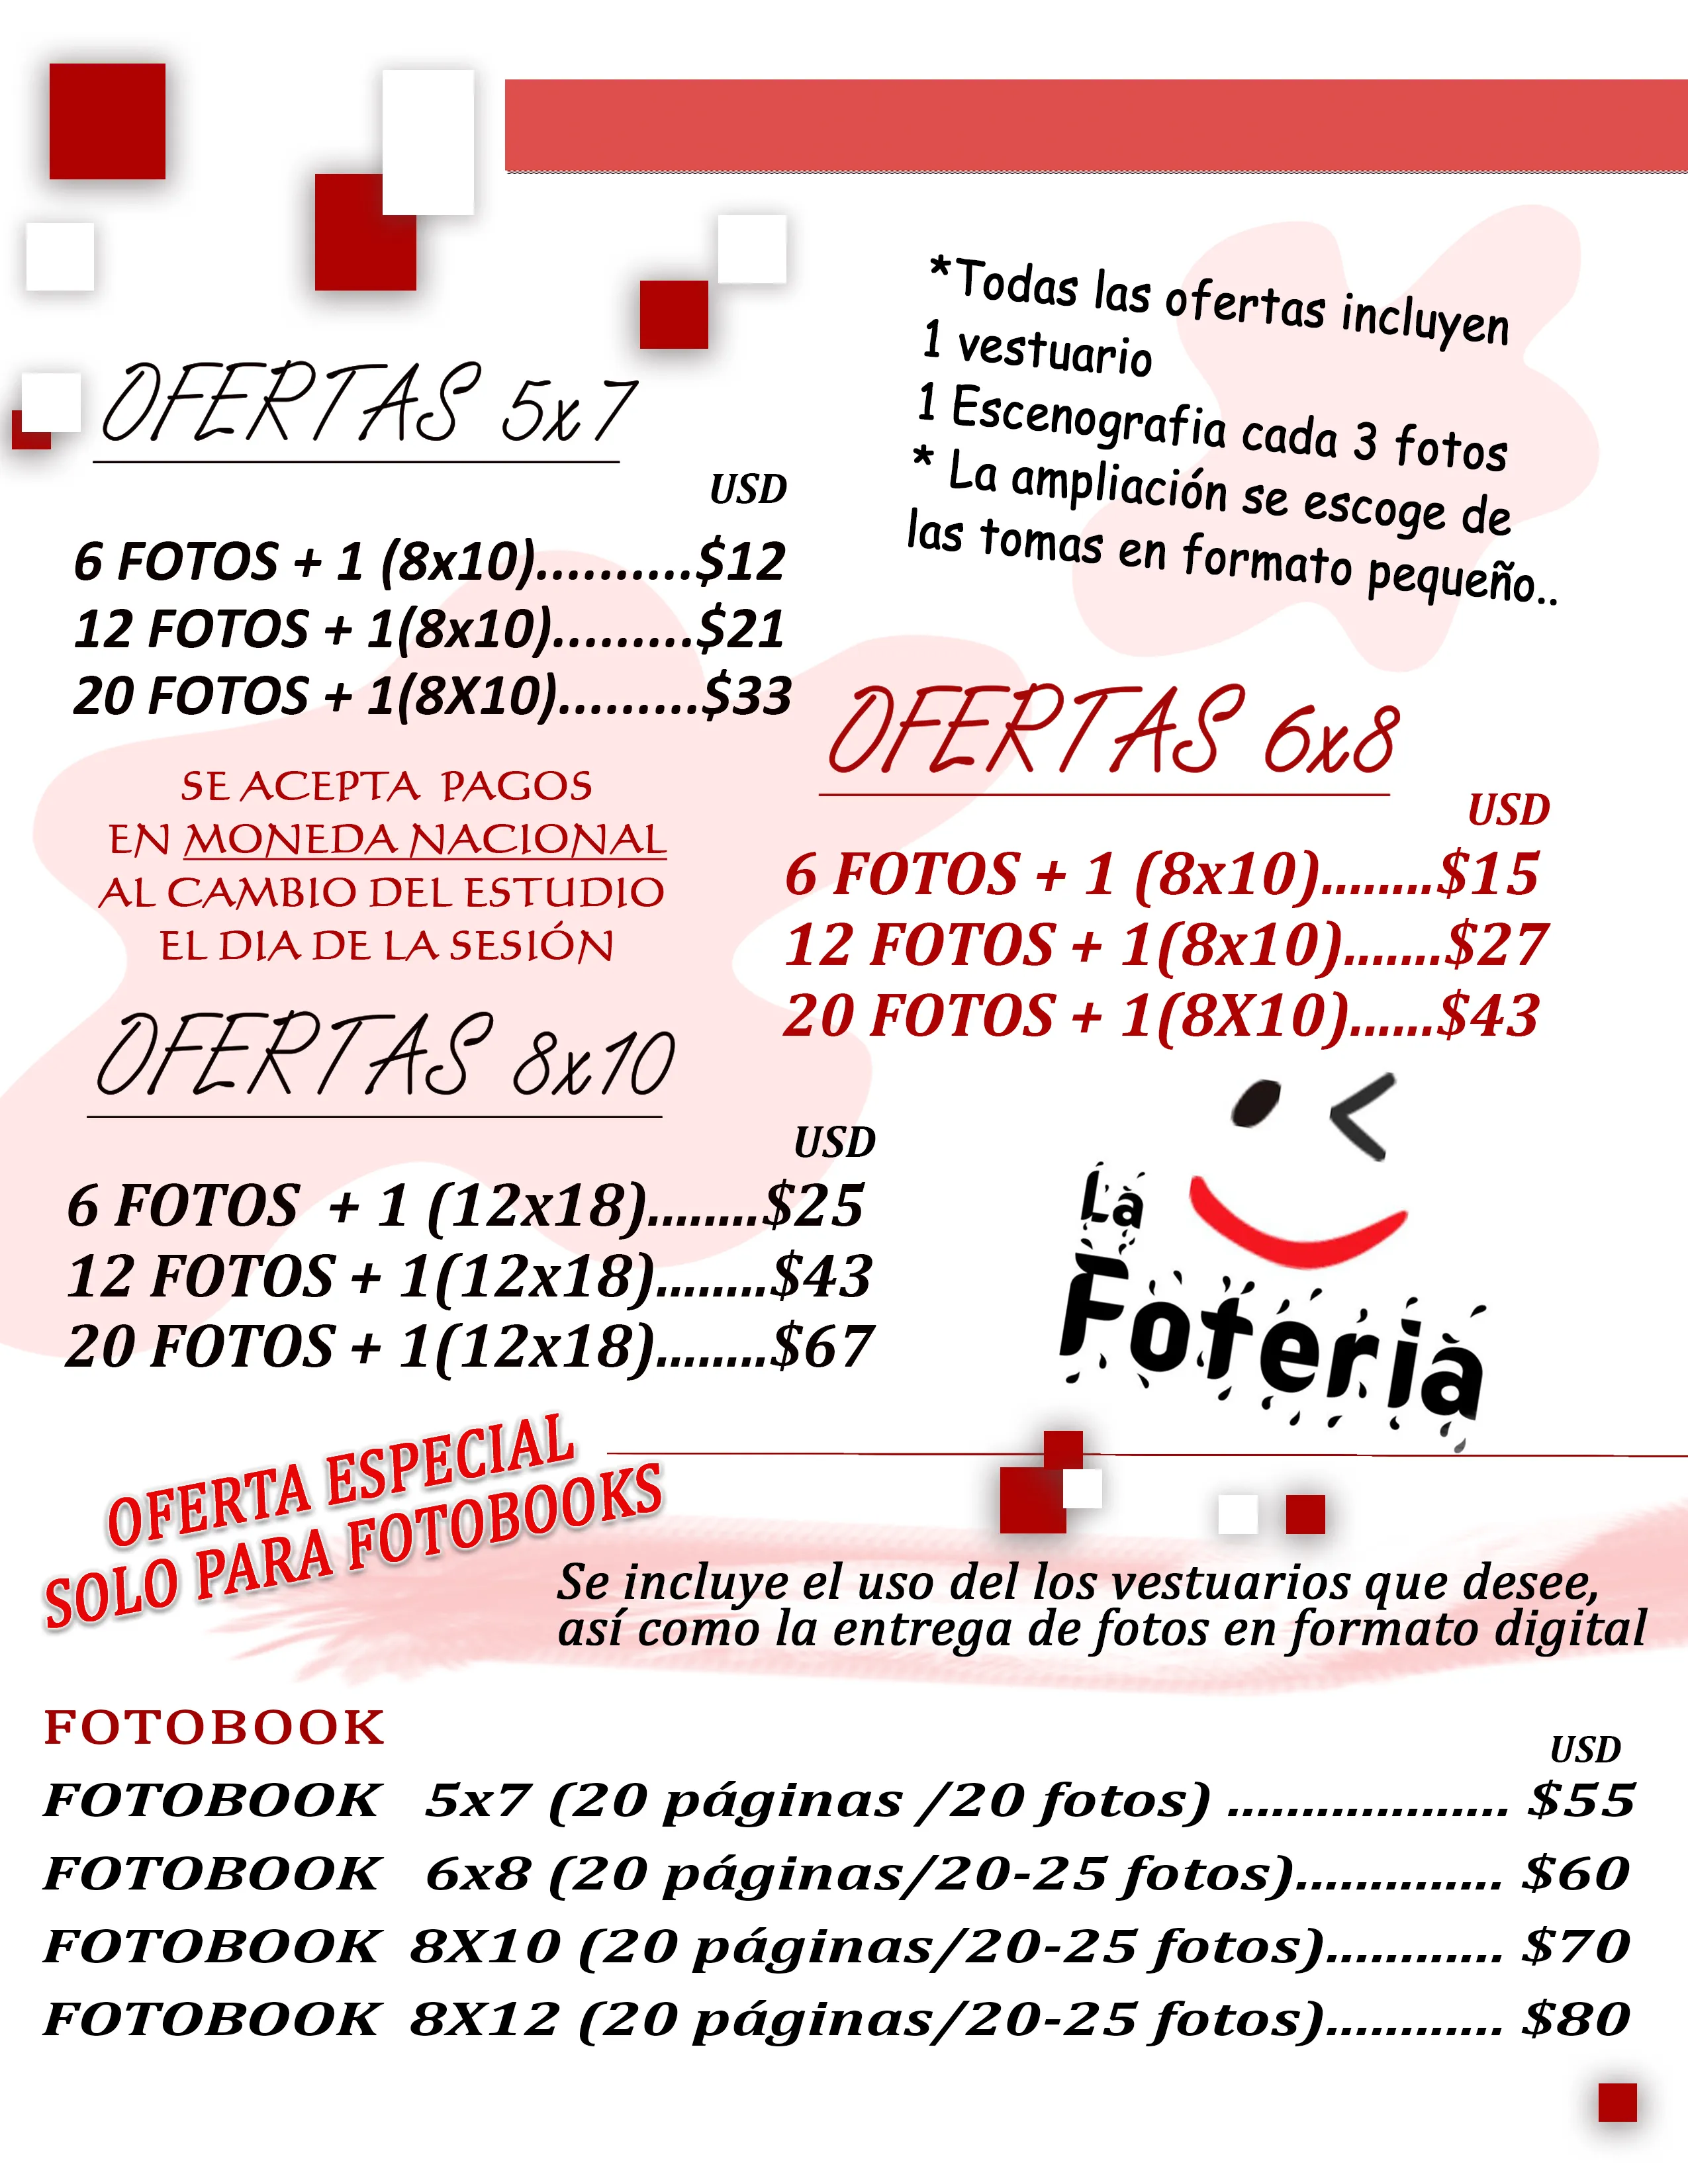 *Todas las ofertas incluyen
1 vestuario
1 Escenografia cada 3 fotos
* La ampliación se escoge de
las tomas en formato pequeño..
OFERTAS 5x7
USD
6 FOTOS + 1 (8x10)..........$12
12 FOTOS + 1(8x10).........$21
20 FOTOS + 1(8X10).........$33
SE ACEPTA PAGOS
EN MONEDA NACIONAL
AL CAMBIO DEL ESTUDIO
EL DIA DE LA SESIÓN
OFERTAS 6x8
USD
6 FOTOS + 1 (8x10)........$15
12 FOTOS + 1(8x10).......$27
20 FOTOS + 1(8X10)......$43
OFERTAS 8x10
USD
6 FOTOS + 1 (12x18)........$25
12 FOTOS + 1(12x18)........$43
20 FOTOS + 1(12x18)........$67
La
Foteria
OFERTA ESPECIAL
SOLO PARA FOTOBOOKS
Se incluye el uso del los vestuarios que desee,
así como la entrega de fotos en formato digital
FOTOBOOK
USD
FOTOBOOK 5x7 (20 páginas /20 fotos) ................... $55
FOTOBOOK 6x8 (20 páginas/20-25 fotos).............. $60
FOTOBOOK 8X10 (20 páginas/20-25 fotos)............ $70
FOTOBOOK 8X12 (20 páginas/20-25 fotos)............ $80